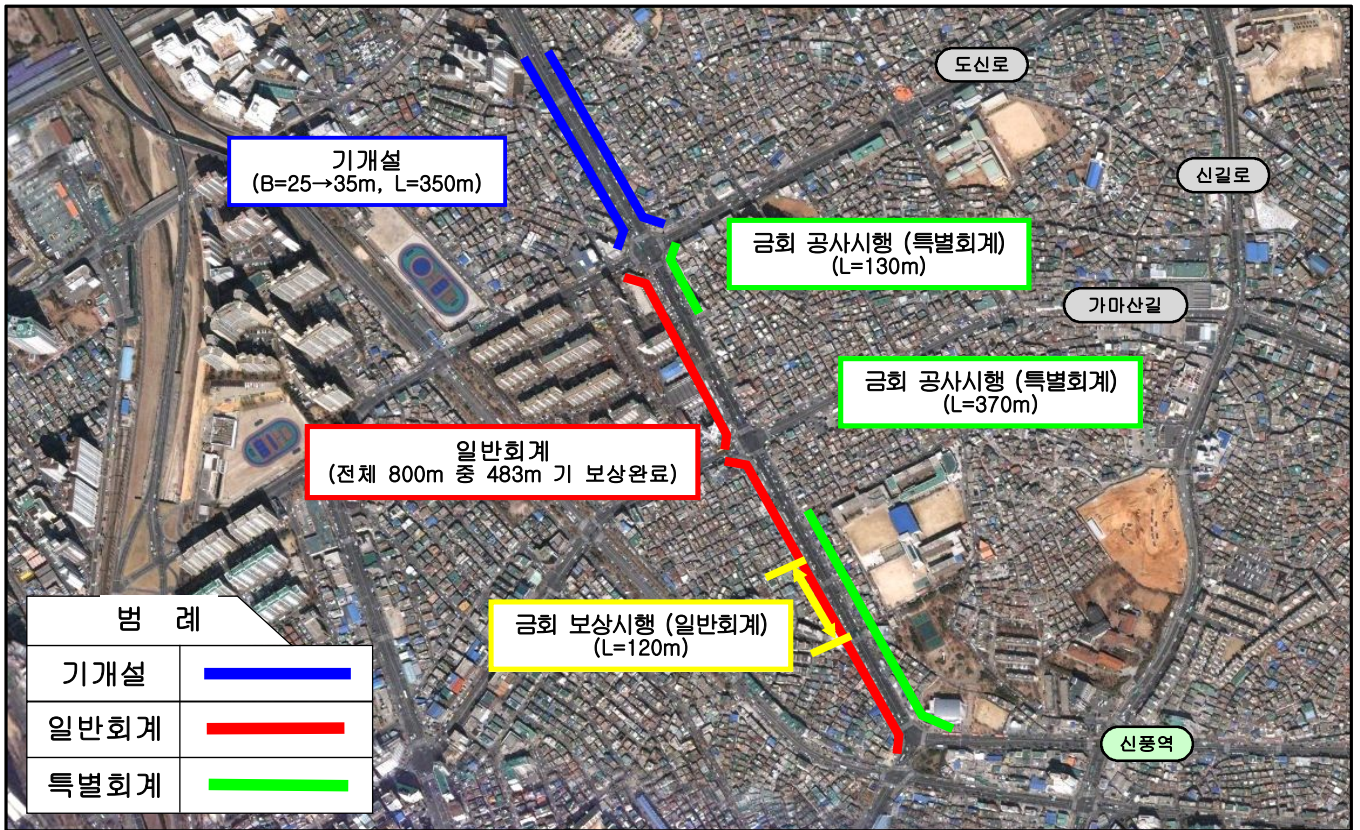 도신로
기개설
(B=25→35m, L=350m)
신길로
금회 공사시행 (특별회계)
(L=130m)
가마산길
금회 공사시행 (특별회계)
(L=370m)
일반회계
(전체 800m 중 483m 기 보상완료)
금회 보상시행 (일반회계)
(L=120m)
범 례
기개설
일반회계
특별회계
신풍역